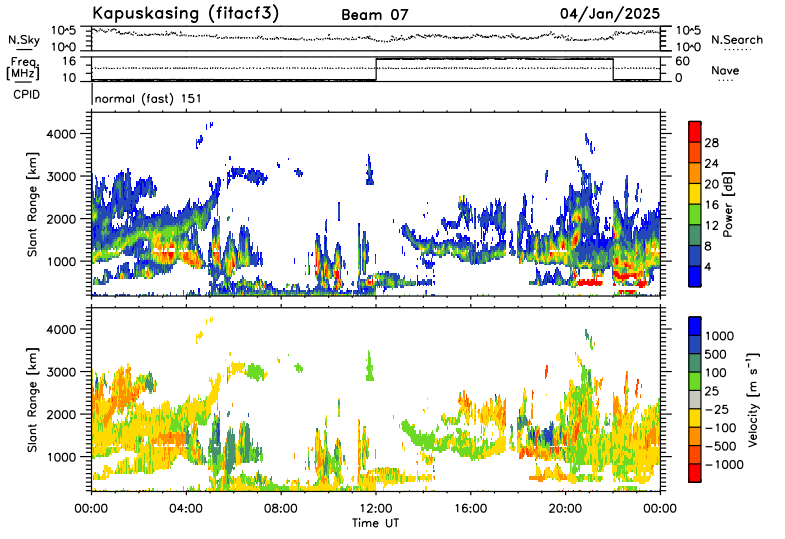 Kapuskasing (fitacf3) Beam 07 04/Jan/2025
N.Sky 10^5 10^0 10^5 10^0 N.Search
Freq. [MHz] 16 10 60 0 Nave
CPID normal (fast) 151
Slant Range [km]
4000
3000
2000
1000
28
24
20
16
12
8
4
Power [dB]
Slant Range [km]
4000
3000
2000
1000
1000
500
100
25
-25
-100
-500
-1000
Velocity [m s^-1]
00:00 04:00 08:00 12:00 16:00 20:00 00:00
Time UT